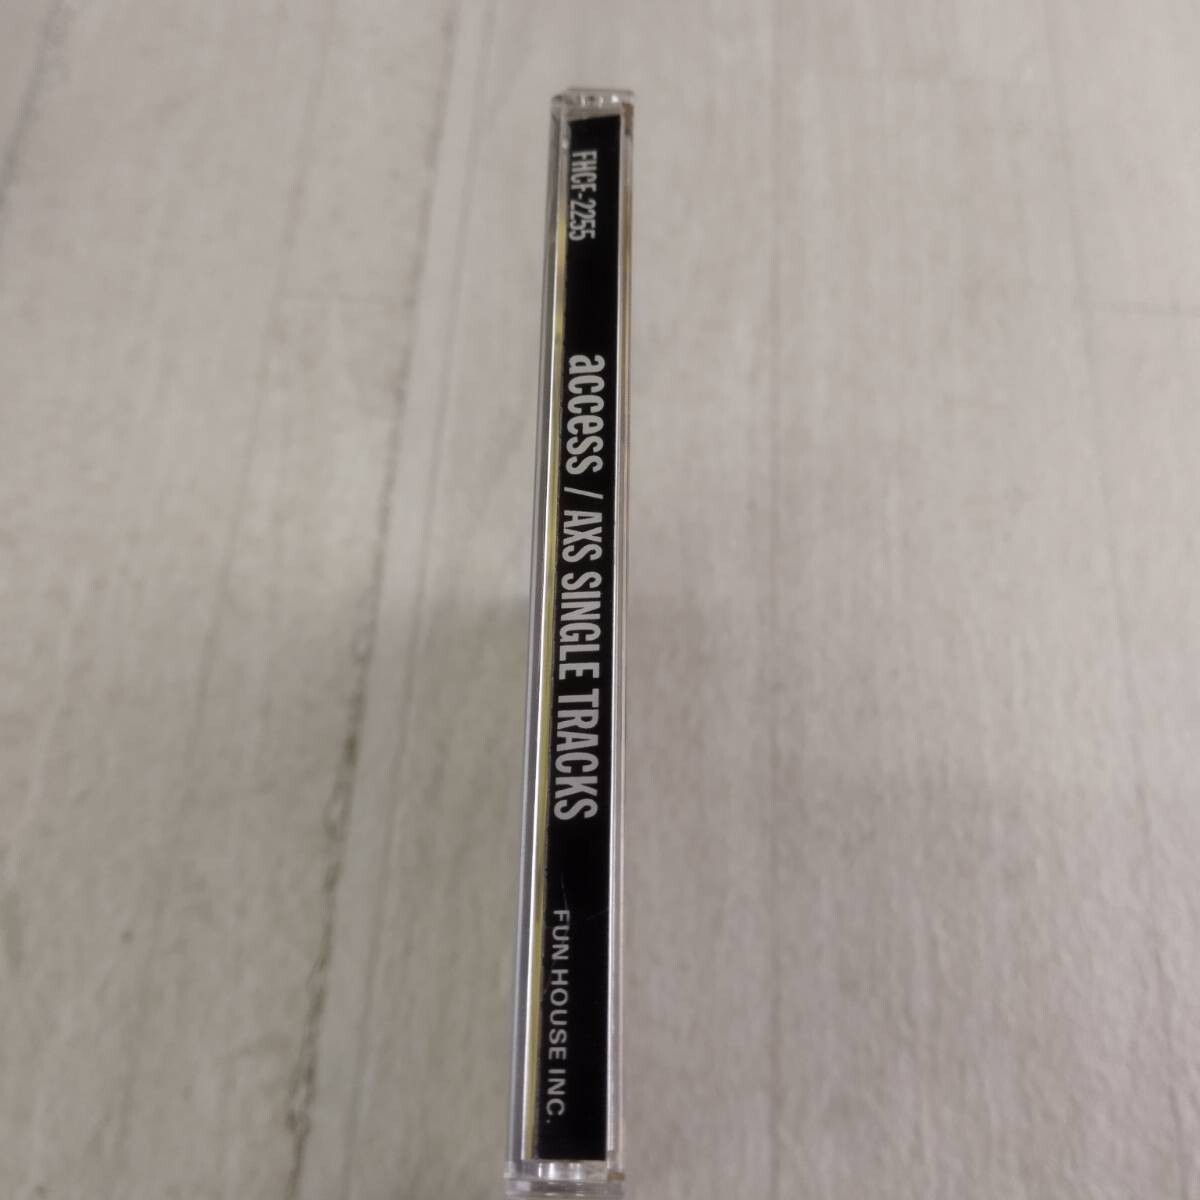 FHCF-2255
access / AXS SINGLE TRACKS
FUN HOUSE INC.